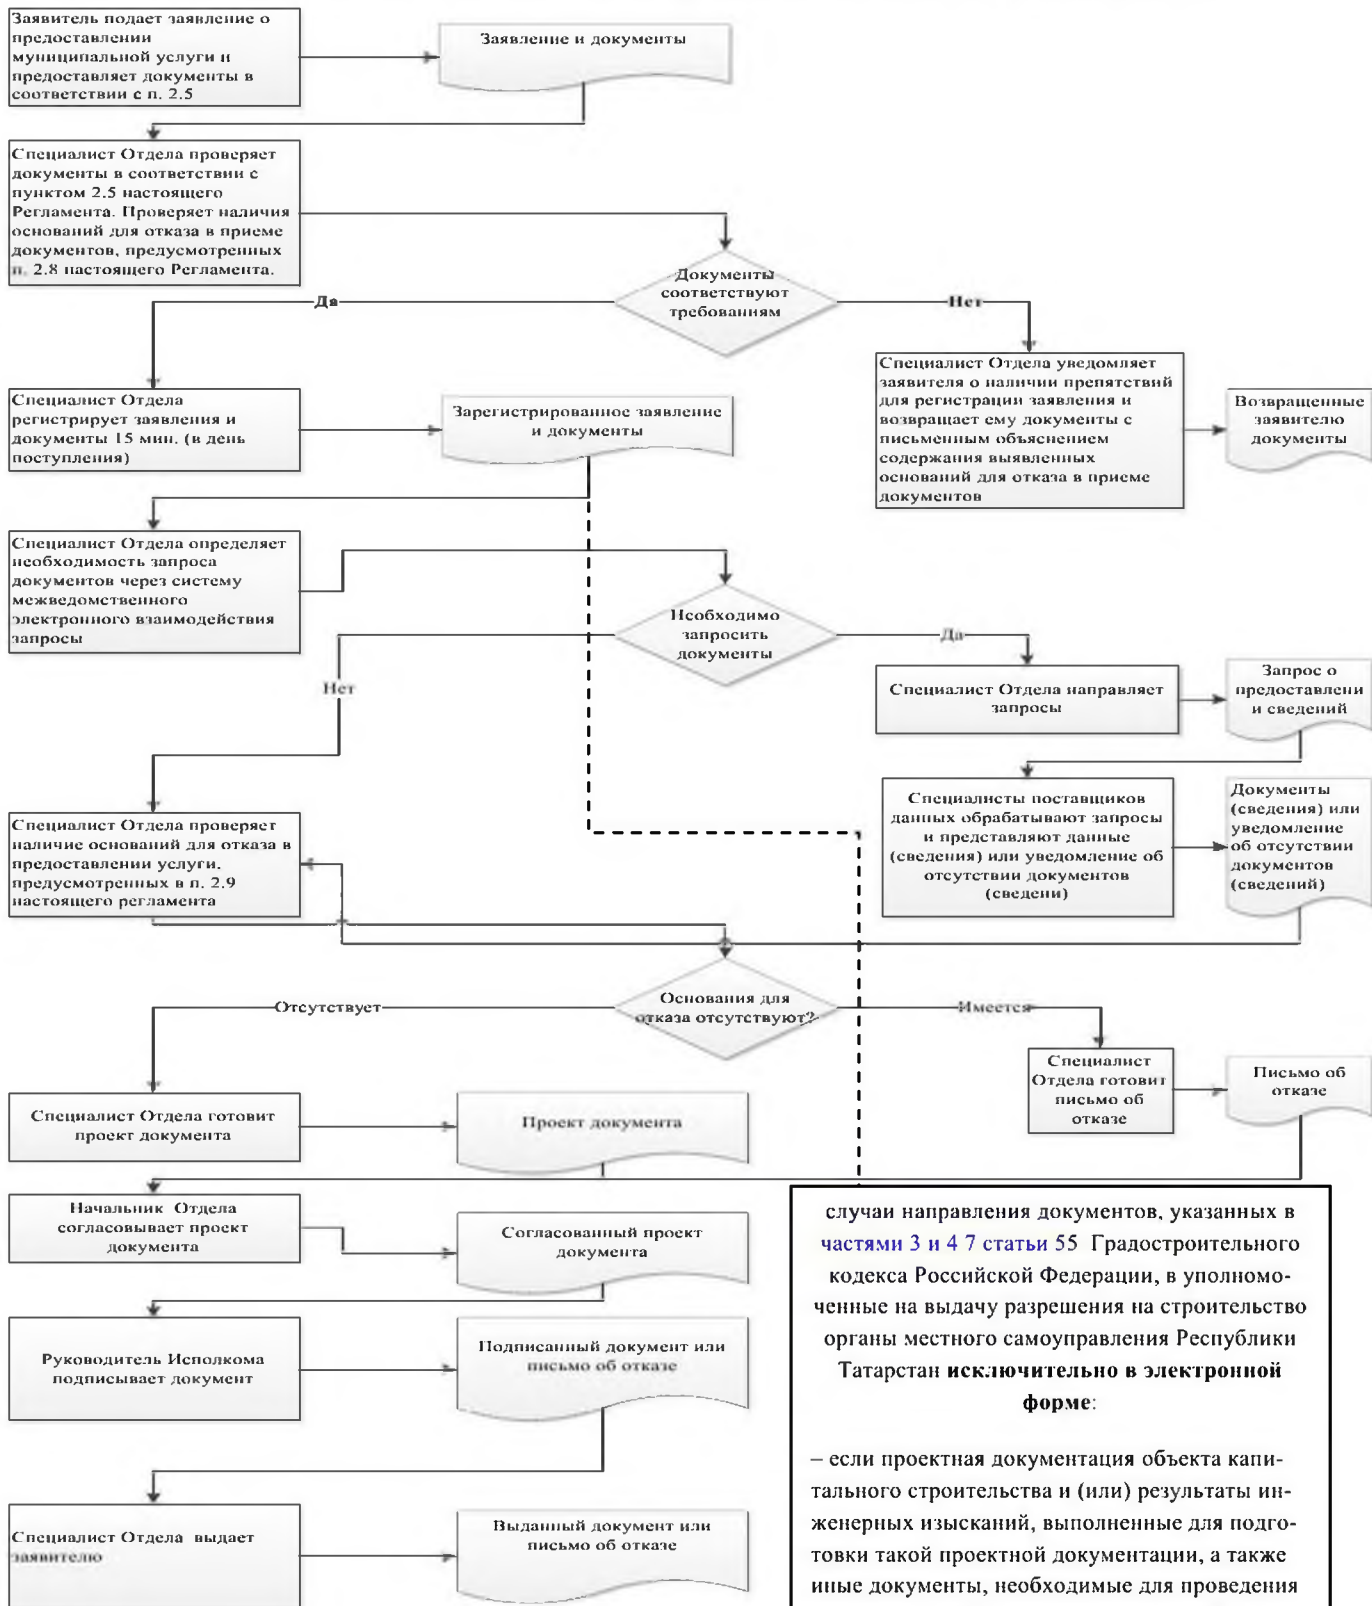 Заявитель подает заявление о
предоставлении
муниципальной услуги и
предоставляет документы в
соответствии с п. 2.5
Заявление и документы
Специалист Отдела проверяет
документы в соответствии с
пунктом 2.5 настоящего
Регламента. Проверяет наличия
оснований для отказа в приеме
документов, предусмотренных
п. 2.8 настоящего Регламента.
Документы
соответствуют
требованиям
Да
Нет
Специалист Отдела
регистрирует заявления и
документы 15 мин. (в день
поступления)
Зарегистрированное заявление
и документы
Специалист Отдела уведомляет
заявителя о наличии препятствий
для регистрации заявления и
возвращает ему документы с
письменным объяснением
содержания выявленных
оснований для отказа в приеме
документов
Возвращенные
заявителю
документы
Специалист Отдела определяет
необходимость запроса
документов через систему
межведомственного
электронного взаимодействия
запросы
Необходимо
запросить
документы
Да
Нет
Специалист Отдела направляет
запросы
Запрос о
предоставлени
и сведений
Специалисты поставщиков
данных обрабатывают запросы
и представляют данные
(сведения) или уведомление об
отсутствии документов
(сведени)
Документы
(сведения) или
уведомление
об отсутствии
документов
(сведений)
Специалист Отдела проверяет
наличие оснований для отказа в
предоставлении услуги,
предусмотренных в п. 2.9
настоящего регламента
Основания для
отказа отсутствуют?
Отсутствует
Имеется
Специалист
Отдела готовит
письмо об
отказе
Письмо об
отказе
Специалист Отдела готовит
проект документа
Проект документа
Начальник Отдела
согласовывает проект
документа
Согласованный проект
документа
Руководитель Исполкома
подписывает документ
Подписанный документ или
письмо об отказе
Специалист Отдела выдает
заявителю
Выданный документ или
письмо об отказе
случаи направления документов, указанных в
частями 3 и 4 7 статьи 55 Градостроительного
кодекса Российской Федерации, в уполномо-
ченные на выдачу разрешения на строительство
органы местного самоуправления Республики
Татарстан исключительно в электронной
форме:
– если проектная документация объекта капи-
тального строительства и (или) результаты ин-
женерных изысканий, выполненные для подго-
товки такой проектной документации, а также
иные документы, необходимые для проведения